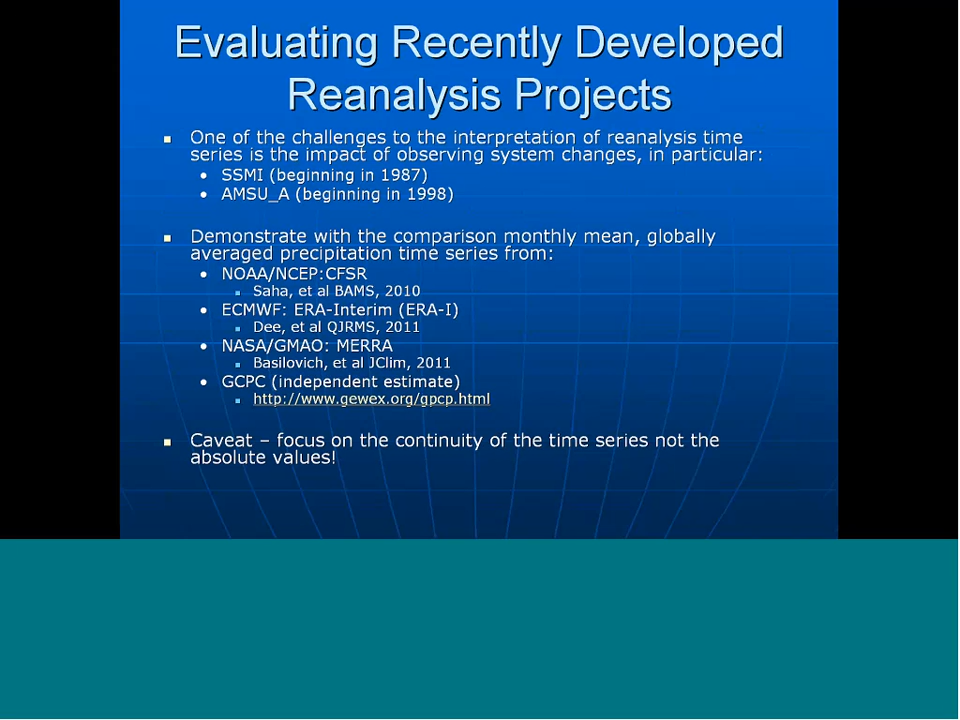 Evaluating Recently Developed
Reanalysis Projects
One of the challenges to the interpretation of reanalysis time
series is the impact of observing system changes, in particular:
SSMI (beginning in 1987)
AMSU_A (beginning in 1998)
Demonstrate with the comparison monthly mean, globally
averaged precipitation time series from:
NOAA/NCEP:CFSR
Saha, et al BAMS, 2010
ECMWF: ERA-Interim (ERA-I)
Dee, et al QJRMS, 2011
NASA/GMAO: MERRA
Basilovich, et al JClim, 2011
GCPC (independent estimate)
http://www.gewex.org/gpcp.html
Caveat – focus on the continuity of the time series not the
absolute values!